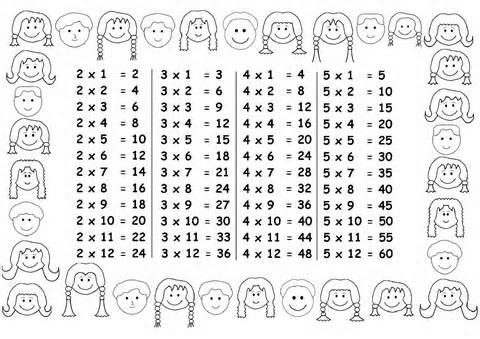 2 x 1 = 2 3 x 1 = 3 4 x 1 = 4 5 x 1 = 5
2 x 2 = 4 3 x 2 = 6 4 x 2 = 8 5 x 2 = 10
2 x 3 = 6 3 x 3 = 9 4 x 3 = 12 5 x 3 = 15
2 x 4 = 8 3 x 4 = 12 4 x 4 = 16 5 x 4 = 20
2 x 5 = 10 3 x 5 = 15 4 x 5 = 20 5 x 5 = 25
2 x 6 = 12 3 x 6 = 18 4 x 6 = 24 5 x 6 = 30
2 x 7 = 14 3 x 7 = 21 4 x 7 = 28 5 x 7 = 35
2 x 8 = 16 3 x 8 = 24 4 x 8 = 32 5 x 8 = 40
2 x 9 = 18 3 x 9 = 27 4 x 9 = 36 5 x 9 = 45
2 x 10 = 20 3 x 10 = 30 4 x 10 = 40 5 x 10 = 50
2 x 11 = 22 3 x 11 = 33 4 x 11 = 44 5 x 11 = 55
2 x 12 = 24 3 x 12 = 36 4 x 12 = 48 5 x 12 = 60